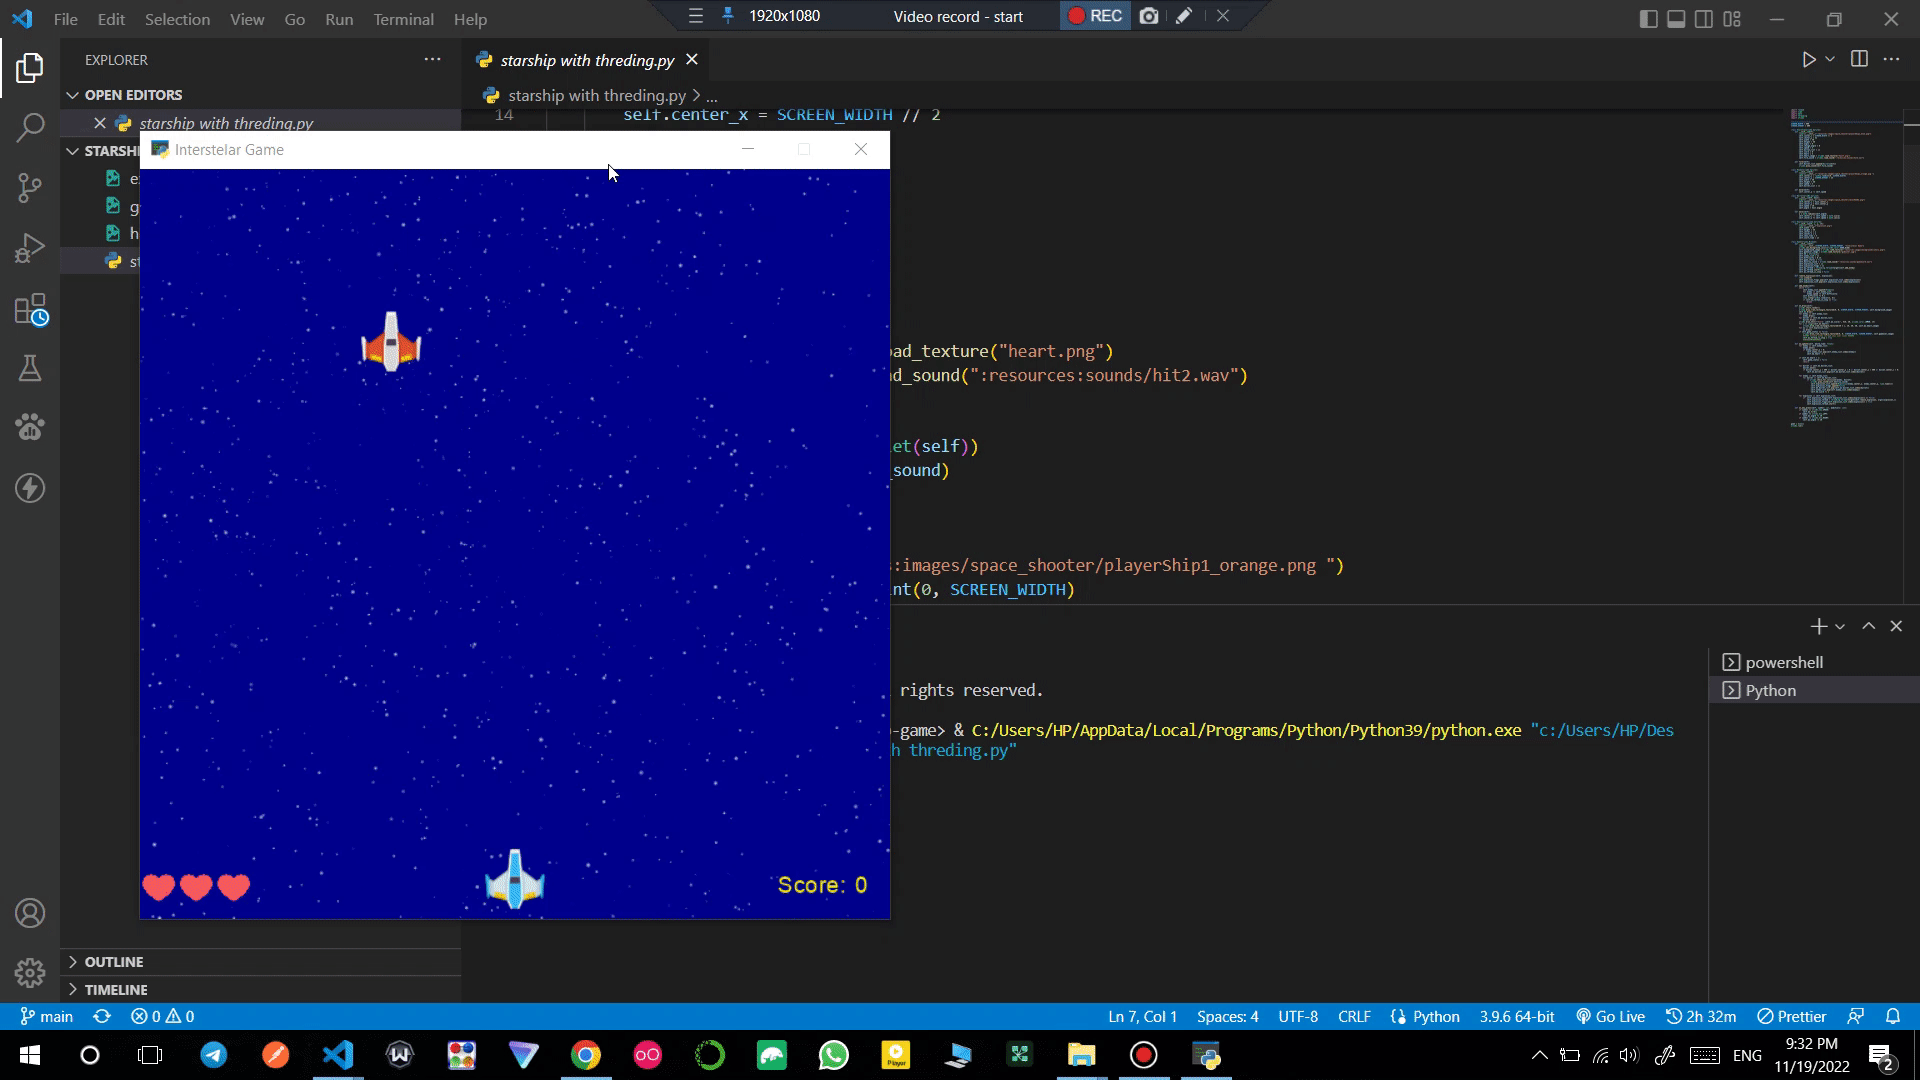 File Edit Selection View Go Run Terminal Help
1920x1080 Video record - start REC
EXPLORER
OPEN EDITORS
starship with threding.py
starship with threding.py
starship with threding.py > ...
14 self.center_x = SCREEN_WIDTH // 2
STARSHI
Interstelar Game
e
g
h
st
ad_texture("heart.png")
d_sound(":resources:sounds/hit2.wav")
et(self))
_sound)
:images/space_shooter/playerShip1_orange.png ")
nt(0, SCREEN_WIDTH)
Score: 0
powershell
Python
rights reserved.
-game> & C:/Users/HP/AppData/Local/Programs/Python/Python39/python.exe "c:/Users/HP/Des
h threding.py"
OUTLINE
TIMELINE
main 0 0 Ln 7, Col 1 Spaces: 4 UTF-8 CRLF Python 3.9.6 64-bit Go Live 2h 32m Prettier
ENG 9:32 PM
11/19/2022 2